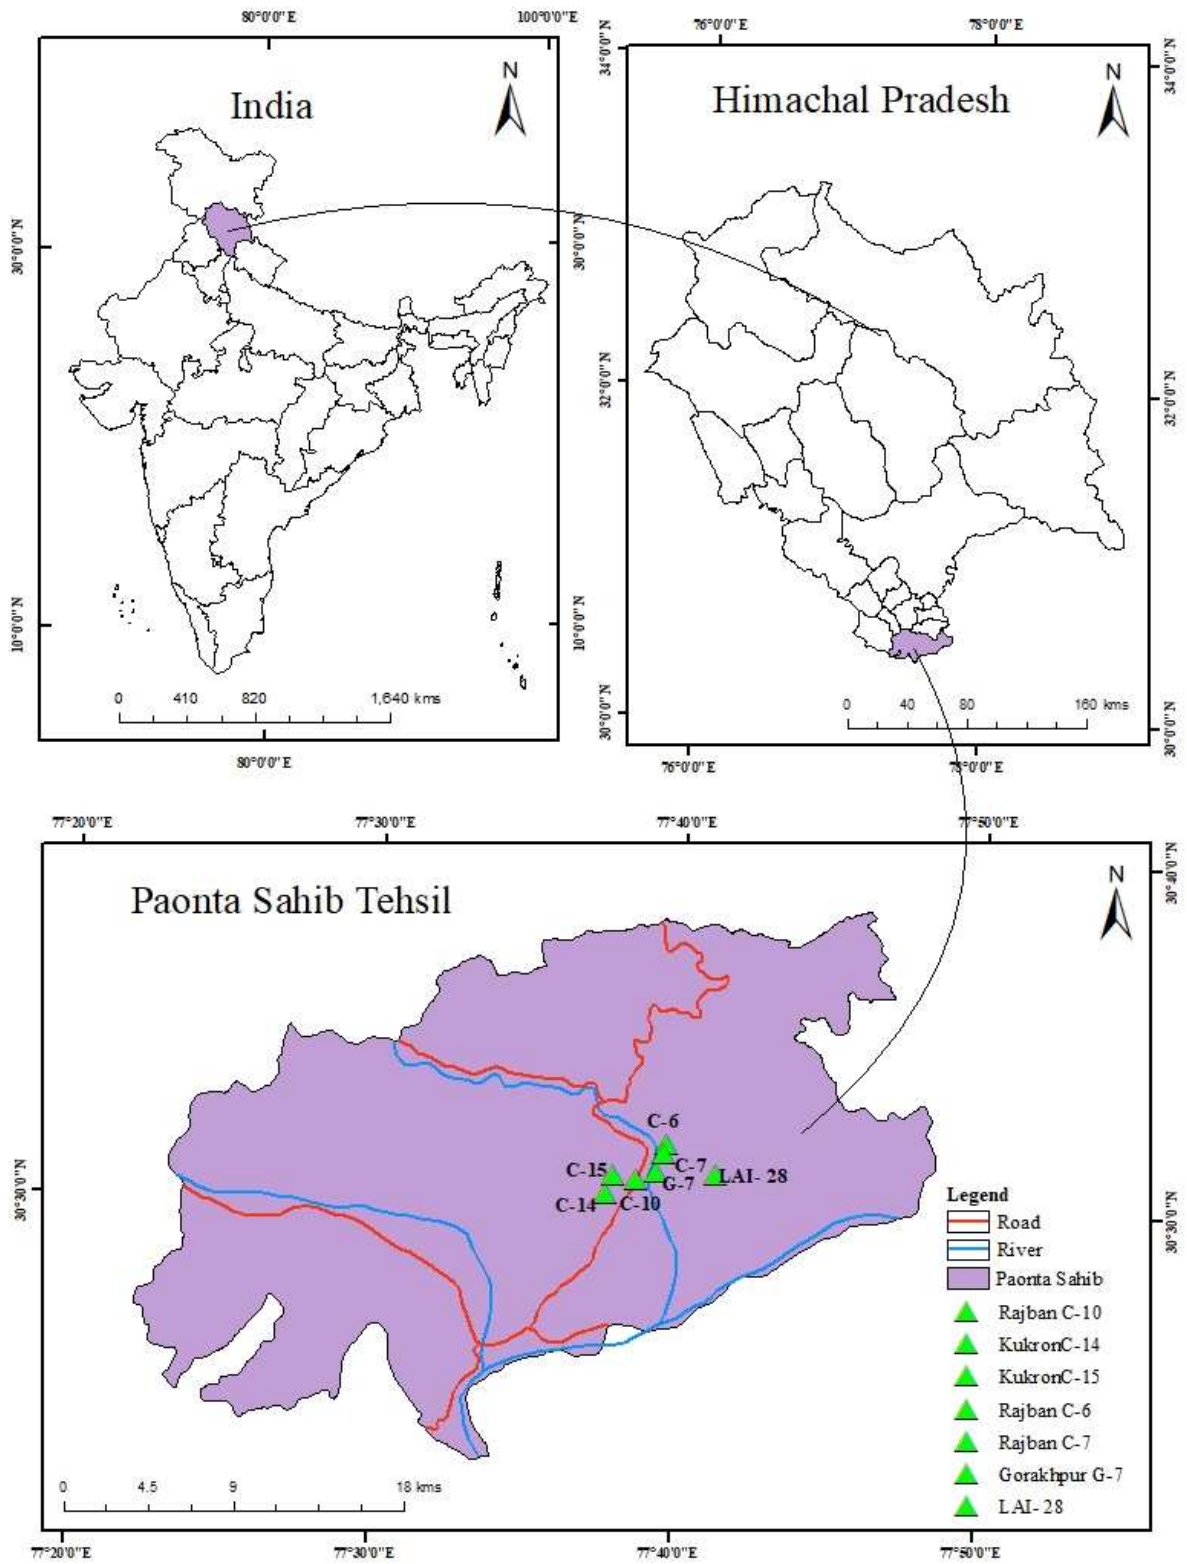 80°0'0"E 100°0'0"E
India
N
30°0'0"N 30°0'0"N
10°0'0"N 10°0'0"N
0 410 820 1,640 kms
80°0'0"E
76°0'0"E 78°0'0"E
34°0'0"N 34°0'0"N
Himachal Pradesh
N
32°0'0"N 32°0'0"N
0 40 80 160 kms
30°0'0"N 30°0'0"N
76°0'0"E 78°0'0"E
77°20'0"E 77°30'0"E 77°40'0"E 77°50'0"E
30°40'0"N
Paonta Sahib Tehsil
N
C-6
C-7
C-15
G-7
LAI- 28
C-14
C-10
30°30'0"N 30°30'0"N
Legend
Road
River
Paonta Sahib
Rajban C-10
KukronC-14
KukronC-15
Rajban C-6
Rajban C-7
Gorakhpur G-7
LAI- 28
0 4.5 9 18 kms
77°20'0"E 77°30'0"E 77°40'0"E 77°50'0"E